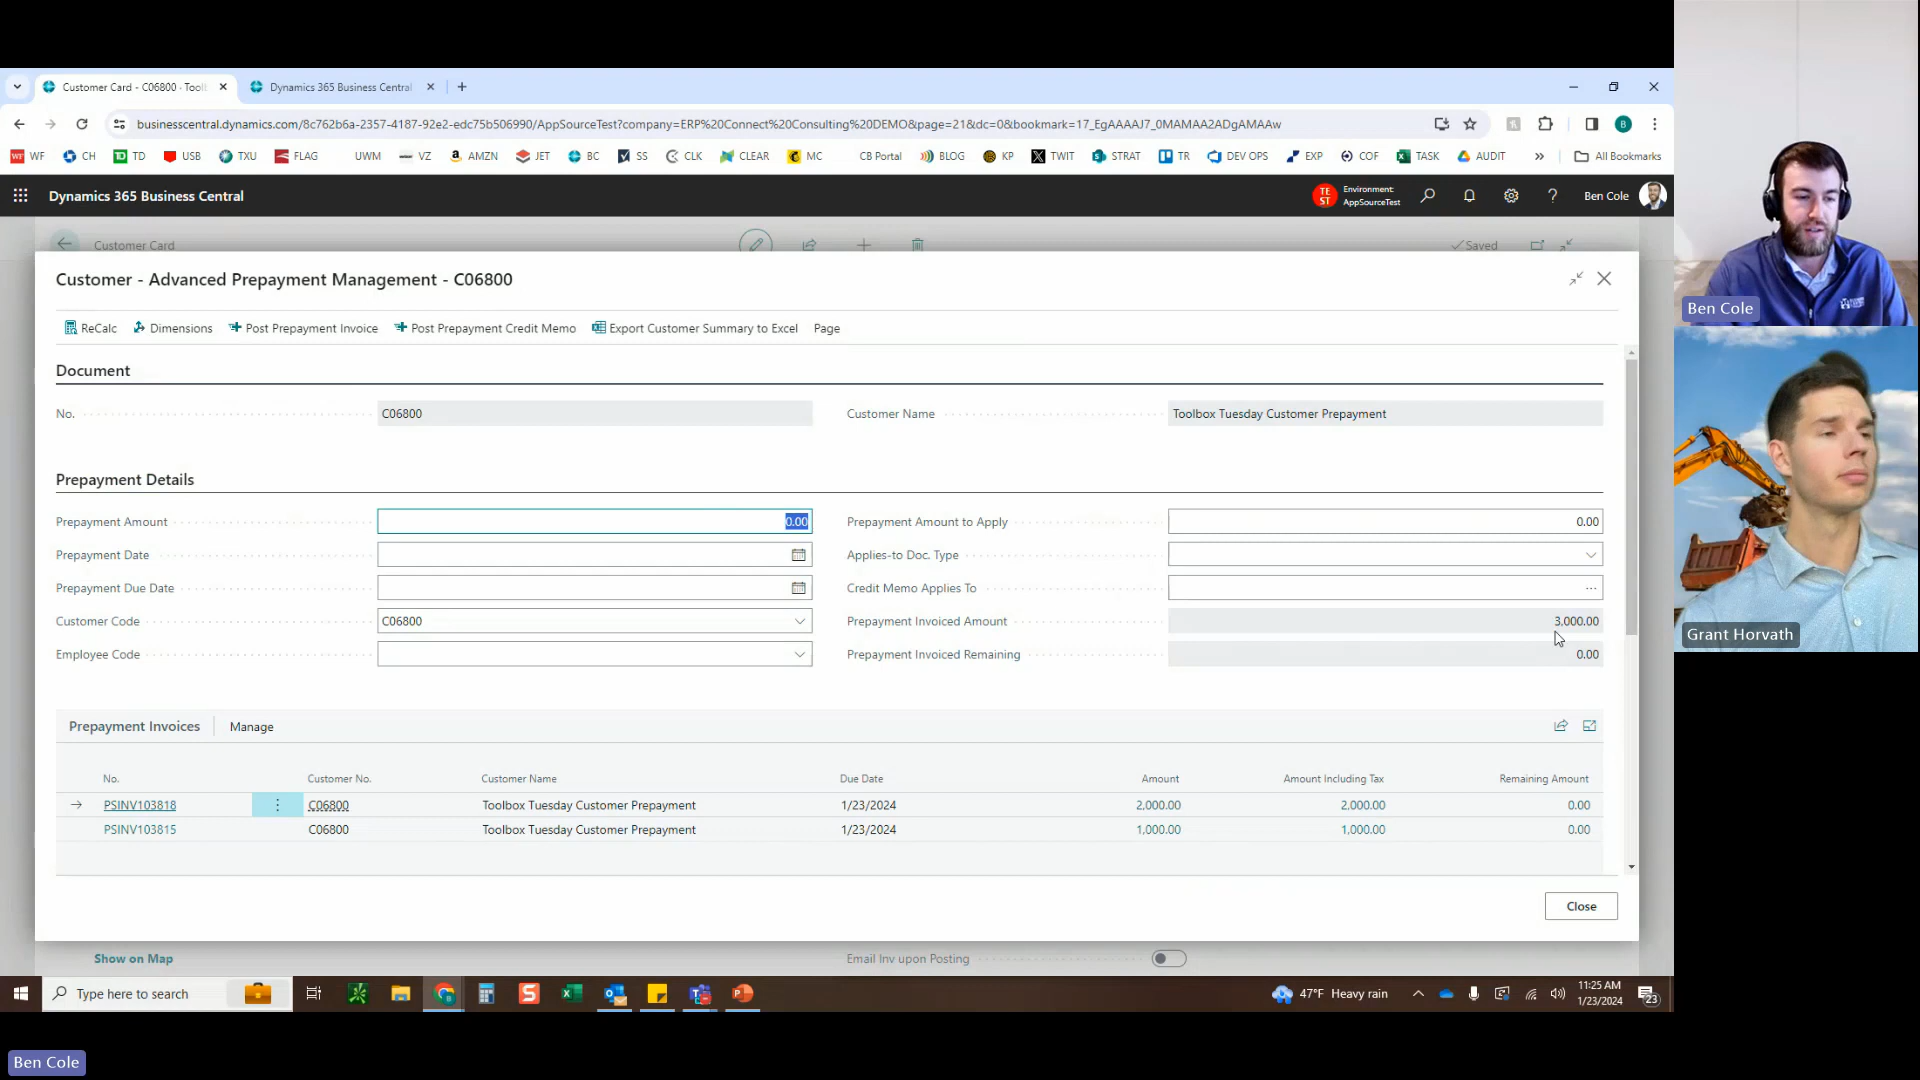 Customer Card - C06800 - Tool
Dynamics 365 Business Central
businesscentral.dynamics.com/8c762b6a-2357-4187-92e2-edc75b506990/AppSourceTest?company=ERP%20Connect%20Consulting%20DEMO&page=21&dc=0&bookmark=17_EgAAAAJ7_0MAMAA2ADgAMAAw
B
WF CH TD USB TXU FLAG UWM VZ AMZN JET BC SS CLK CLEAR MC CB Portal BLOG KP TWIT STRAT TR DEV OPS EXP COF TASK AUDIT » All Bookmarks
Dynamics 365 Business Central
TE ST
Environment:
AppSourceTest
Ben Cole
Customer Card
Saved
Customer - Advanced Prepayment Management - C06800
ReCalc Dimensions Post Prepayment Invoice Post Prepayment Credit Memo Export Customer Summary to Excel Page
Document
No. C06800 Customer Name Toolbox Tuesday Customer Prepayment
Prepayment Details
Prepayment Amount 0.00 Prepayment Amount to Apply 0.00
Prepayment Date Applies-to Doc. Type
Prepayment Due Date Credit Memo Applies To ...
Customer Code C06800 Prepayment Invoiced Amount 3,000.00
Employee Code Prepayment Invoiced Remaining 0.00
Prepayment Invoices Manage
No. Customer No. Customer Name Due Date Amount Amount Including Tax Remaining Amount
PSINV103818 C06800 Toolbox Tuesday Customer Prepayment 1/23/2024 2,000.00 2,000.00 0.00
PSINV103815 C06800 Toolbox Tuesday Customer Prepayment 1/23/2024 1,000.00 1,000.00 0.00
Close
Show on Map
Email Inv upon Posting
Type here to search
47°F Heavy rain
11:25 AM
1/23/2024
23
Ben Cole
Grant Horvath
Ben Cole